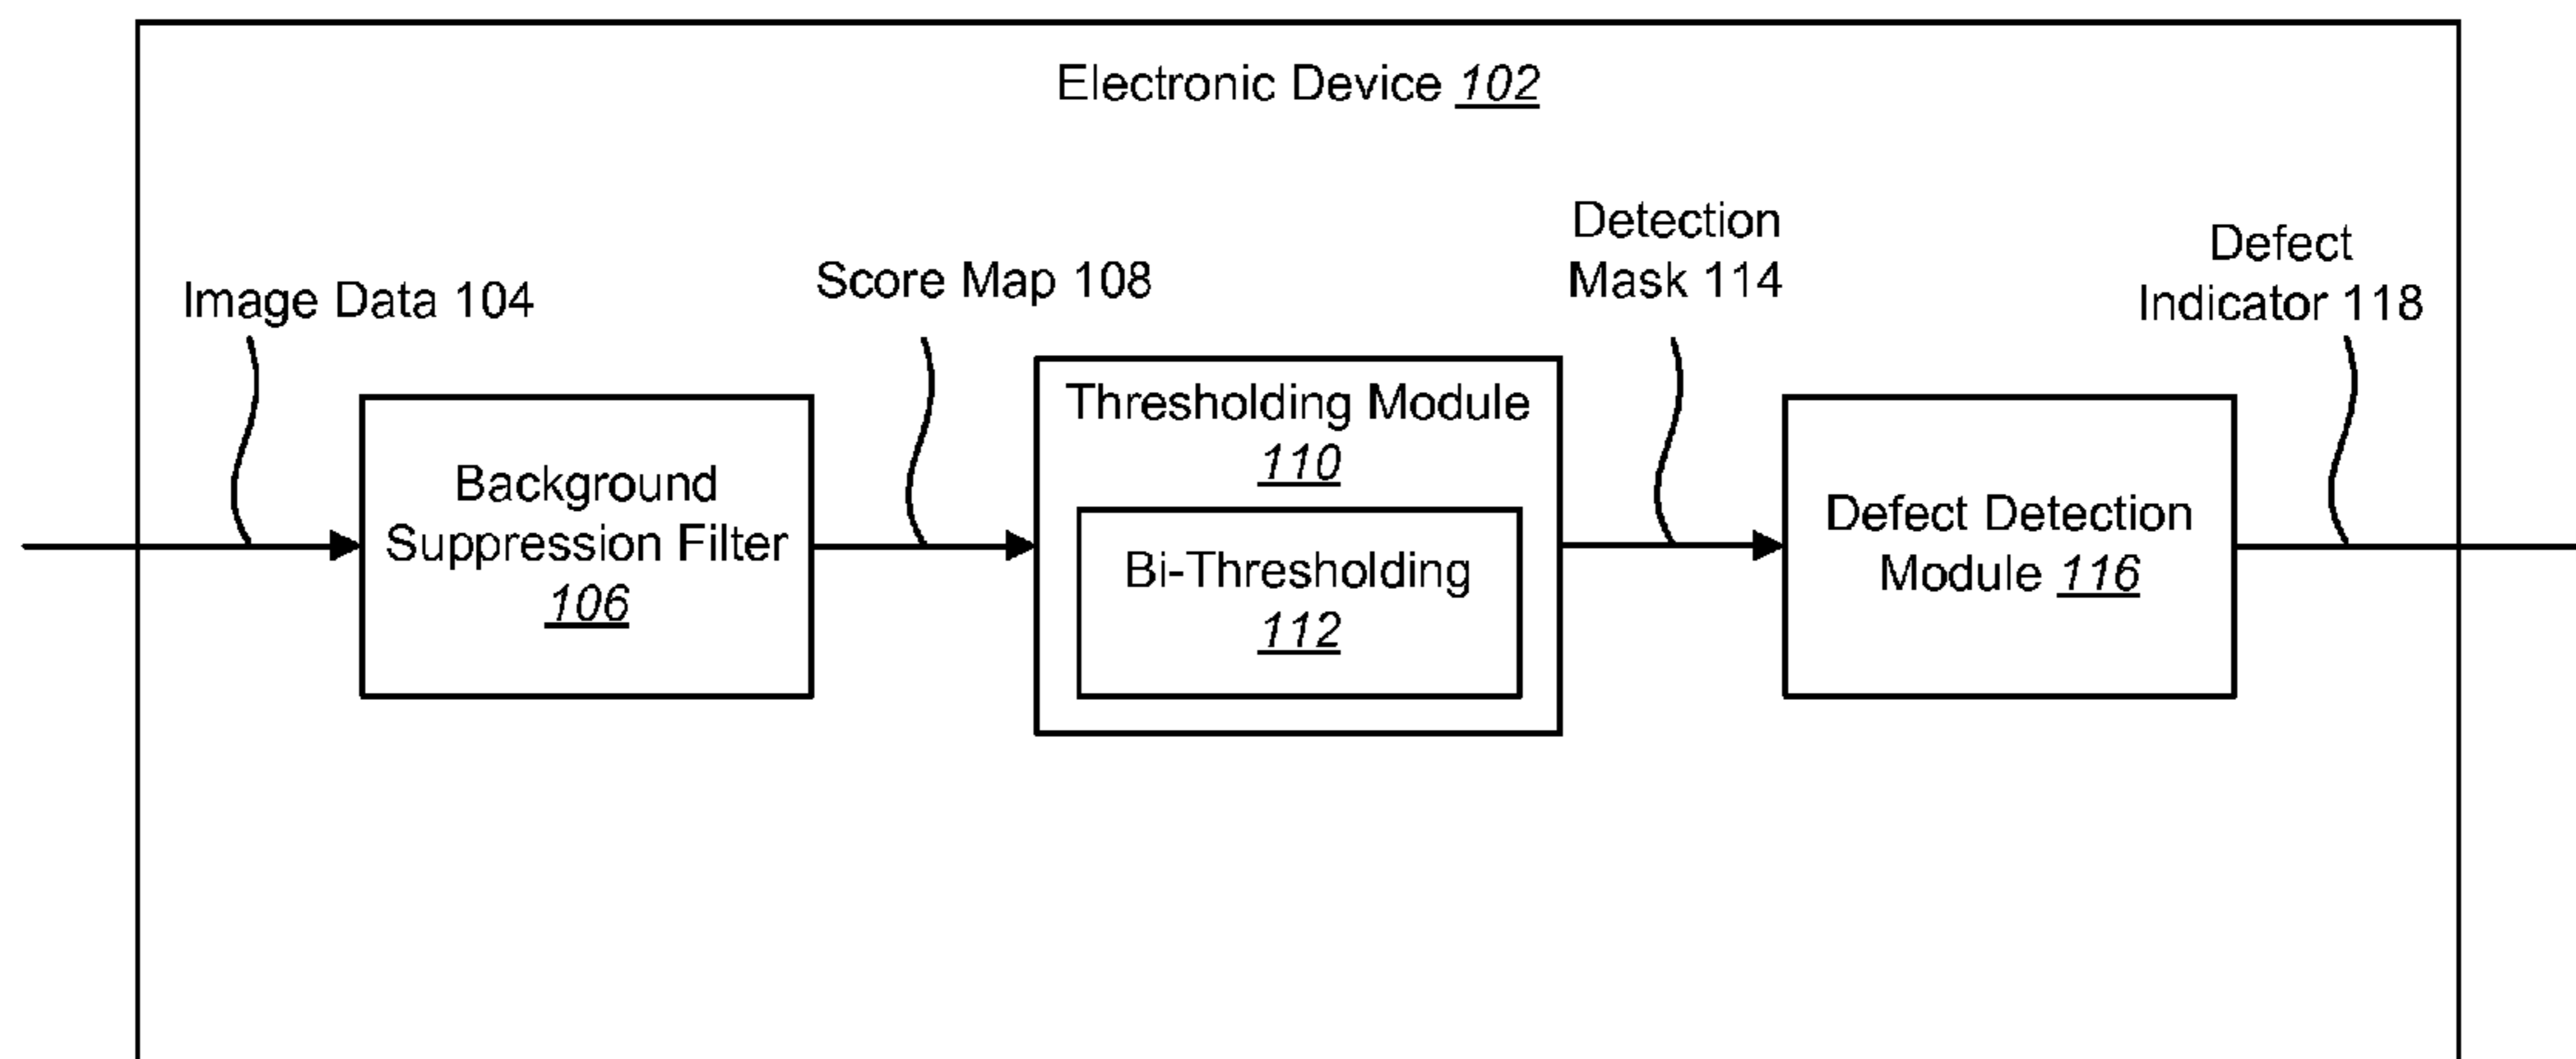 Electronic Device 102
Image Data 104
Score Map 108
Detection
Mask 114
Defect
Indicator 118
Background
Suppression Filter
106
Thresholding Module
110
Bi-Thresholding
112
Defect Detection
Module 116